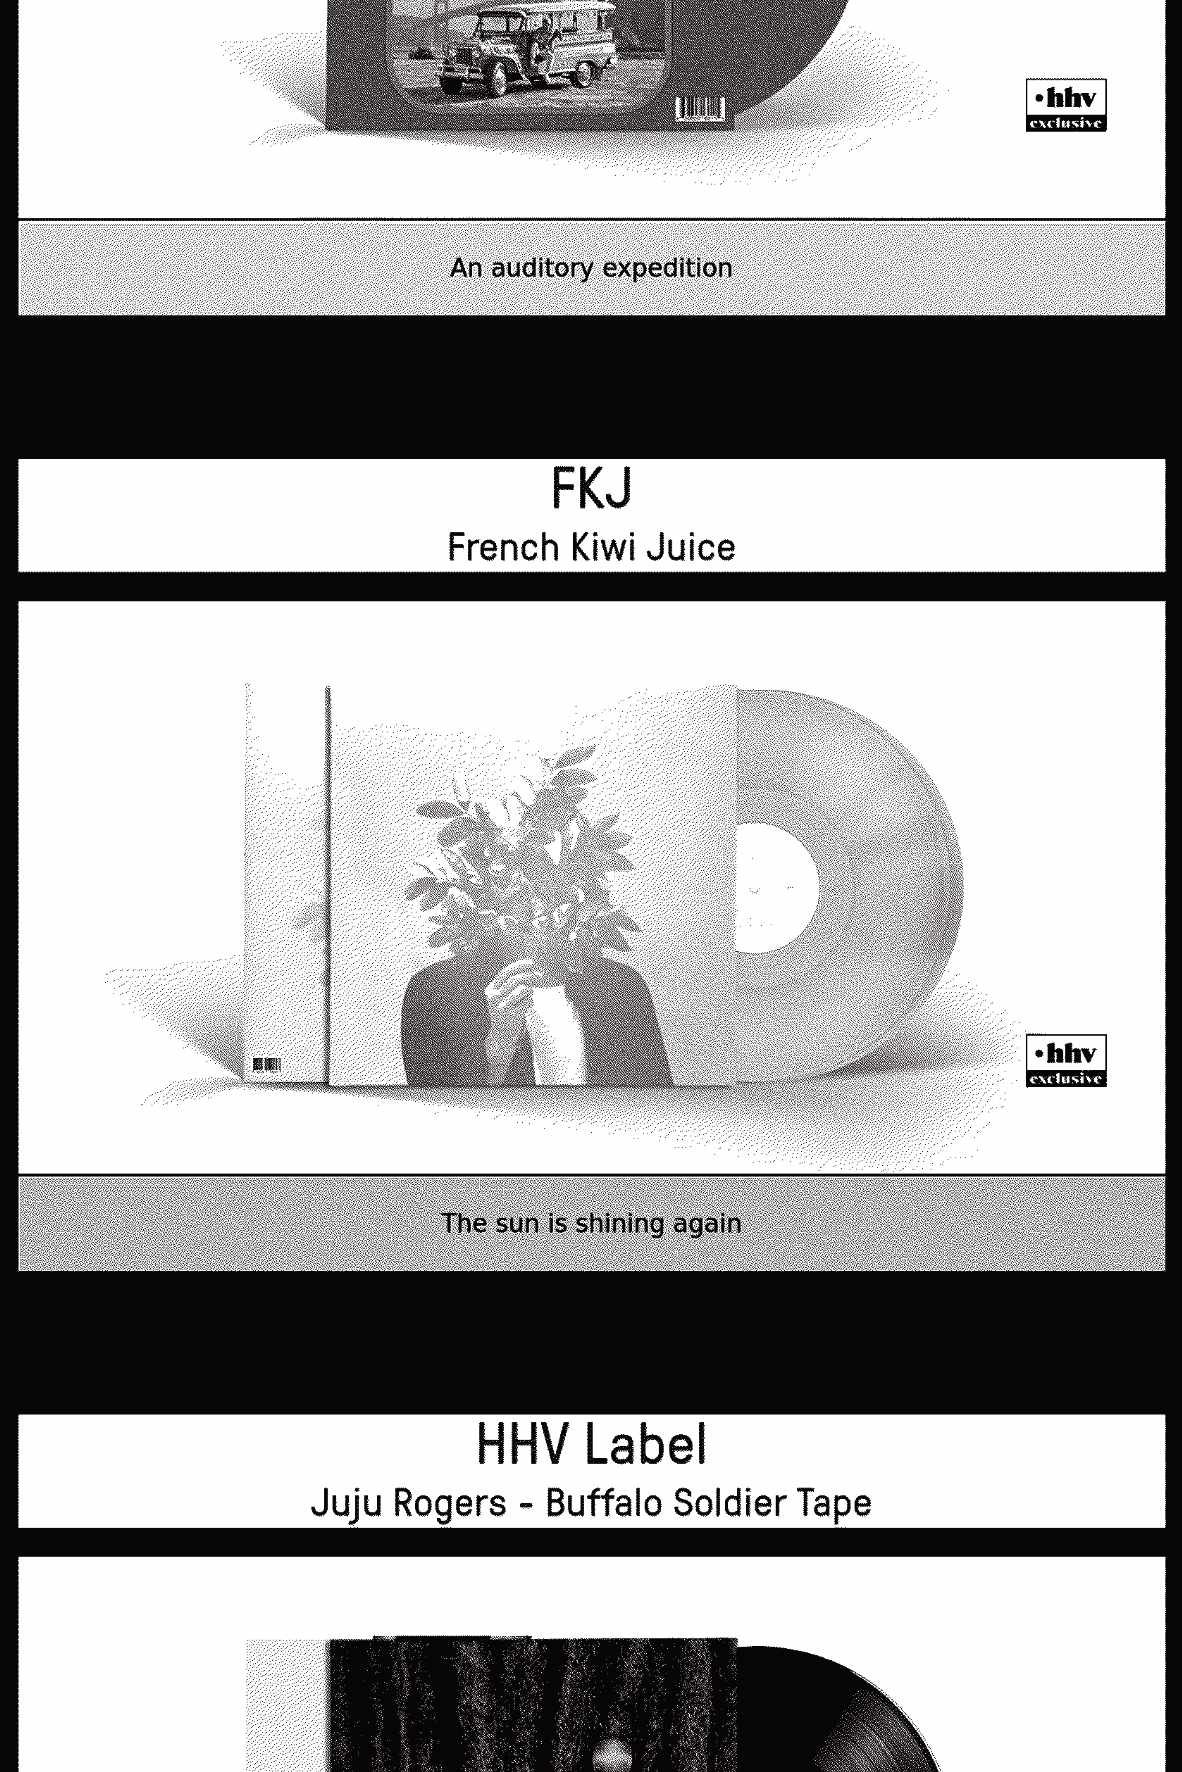 •hhv
exclusive
An auditory expedition
FKJ
French Kiwi Juice
•hhv
exclusive
The sun is shining again
HHV Label
Juju Rogers - Buffalo Soldier Tape